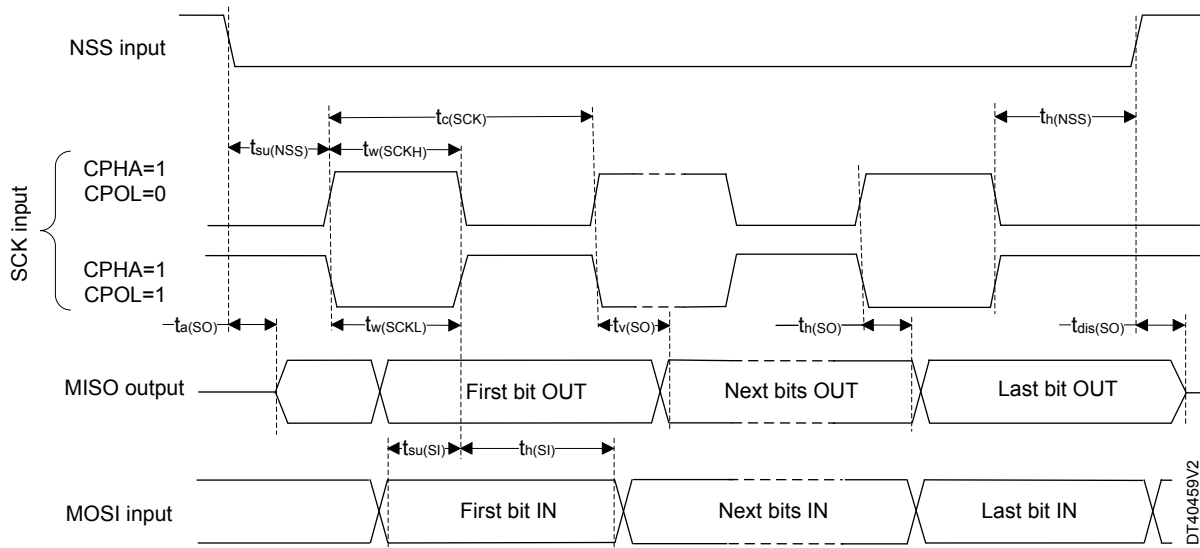 NSS input
tc(SCK)
th(NSS)
tsu(NSS)
tw(SCKH)
CPHA=1
CPOL=0
SCK input
CPHA=1
CPOL=1
ta(SO)
tw(SCKL)
tv(SO)
th(SO)
tdis(SO)
MISO output
First bit OUT
Next bits OUT
Last bit OUT
tsu(SI)
th(SI)
MOSI input
First bit IN
Next bits IN
Last bit IN
DT40459V2